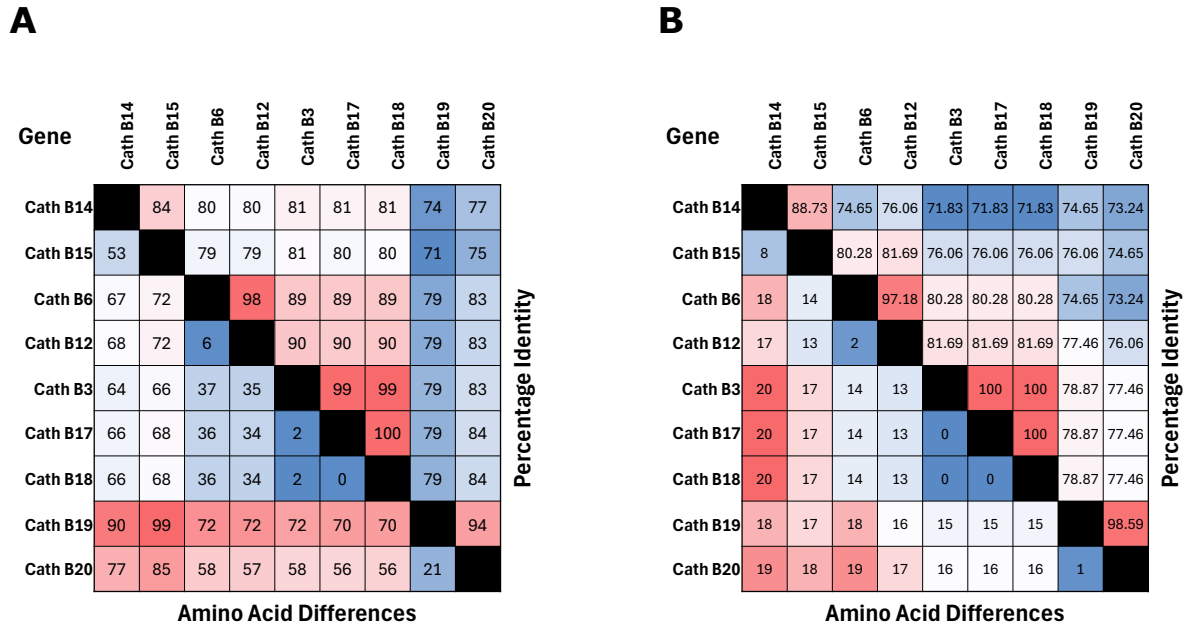 A
Gene Cath B14 Cath B15 Cath B6 Cath B12 Cath B3 Cath B17 Cath B18 Cath B19 Cath B20
Cath B14 84 80 80 81 81 81 74 77
Cath B15 53 79 79 81 80 80 71 75
Cath B6 67 72 98 89 89 89 79 83
Cath B12 68 72 6 90 90 90 79 83
Cath B3 64 66 37 35 99 99 79 83
Cath B17 66 68 36 34 2 100 79 84
Cath B18 66 68 36 34 2 0 79 84
Cath B19 90 99 72 72 72 70 70 94
Cath B20 77 85 58 57 58 56 56 21
Percentage Identity
Amino Acid Differences
B
Gene Cath B14 Cath B15 Cath B6 Cath B12 Cath B3 Cath B17 Cath B18 Cath B19 Cath B20
Cath B14 88.73 74.65 76.06 71.83 71.83 71.83 74.65 73.24
Cath B15 8 80.28 81.69 76.06 76.06 76.06 76.06 74.65
Cath B6 18 14 97.18 80.28 80.28 80.28 74.65 73.24
Cath B12 17 13 2 81.69 81.69 81.69 77.46 76.06
Cath B3 20 17 14 13 100 100 78.87 77.46
Cath B17 20 17 14 13 0 100 78.87 77.46
Cath B18 20 17 14 13 0 0 78.87 77.46
Cath B19 18 17 18 16 15 15 15 98.59
Cath B20 19 18 19 17 16 16 16 1
Percentage Identity
Amino Acid Differences